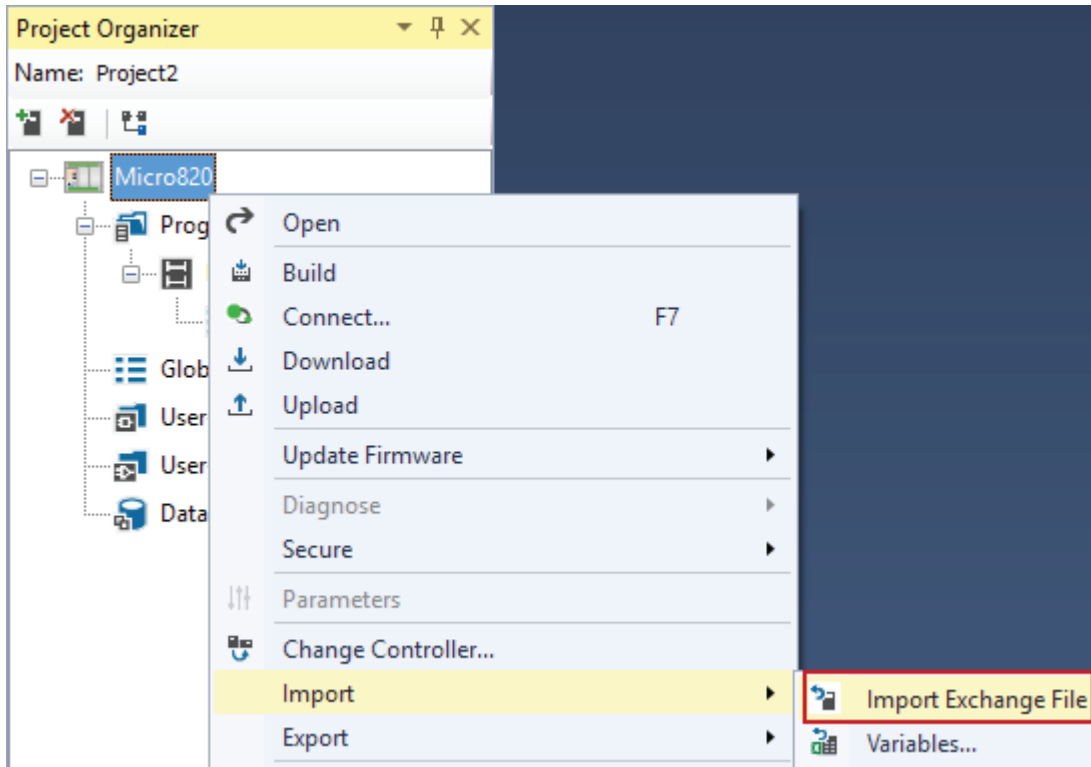 Project Organizer
Name: Project2
Micro820
Prog
Glob
User
User
Data
Open
Build
Connect... F7
Download
Upload
Update Firmware
Diagnose
Secure
Parameters
Change Controller...
Import
Export
Import Exchange File
Variables...